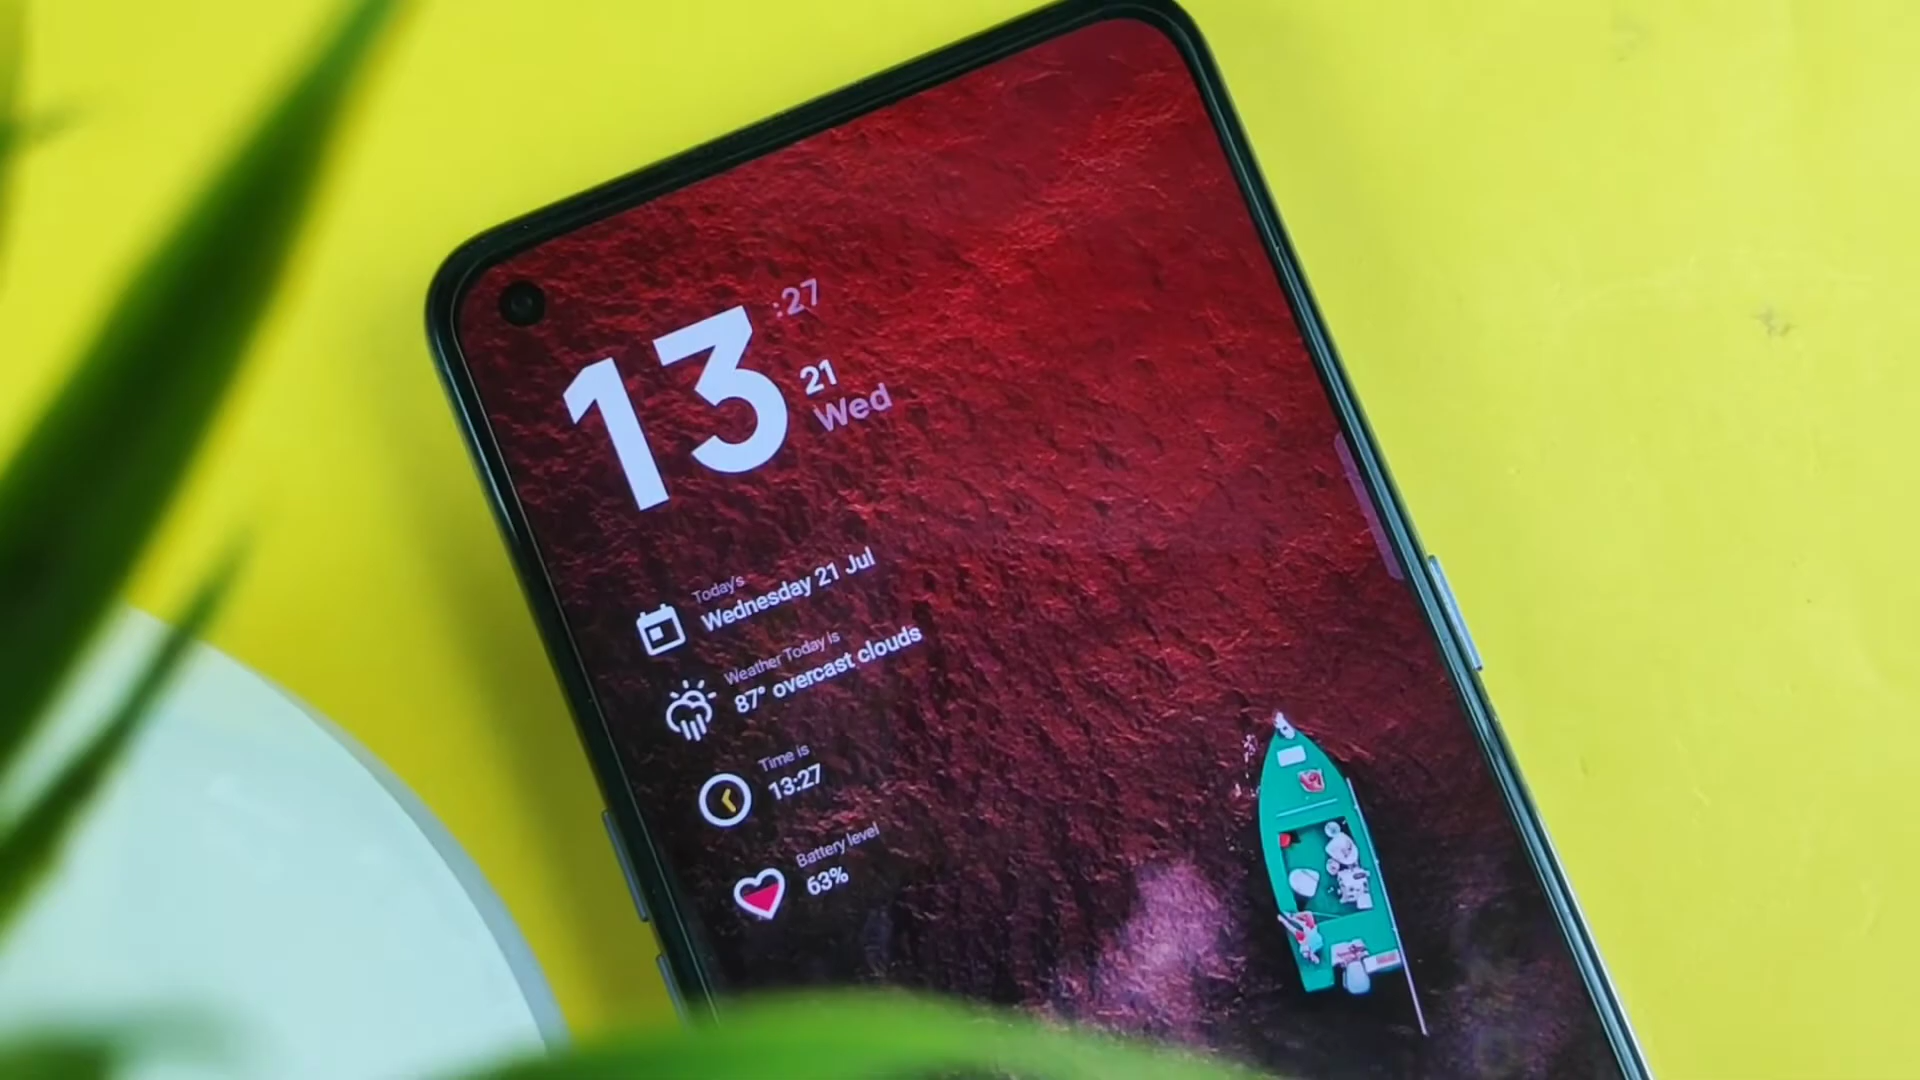 13
:27
21
Wed
Today's
Wednesday 21 Jul
Weather Today is
87° overcast clouds
Time is
13:27
Battery level
63%